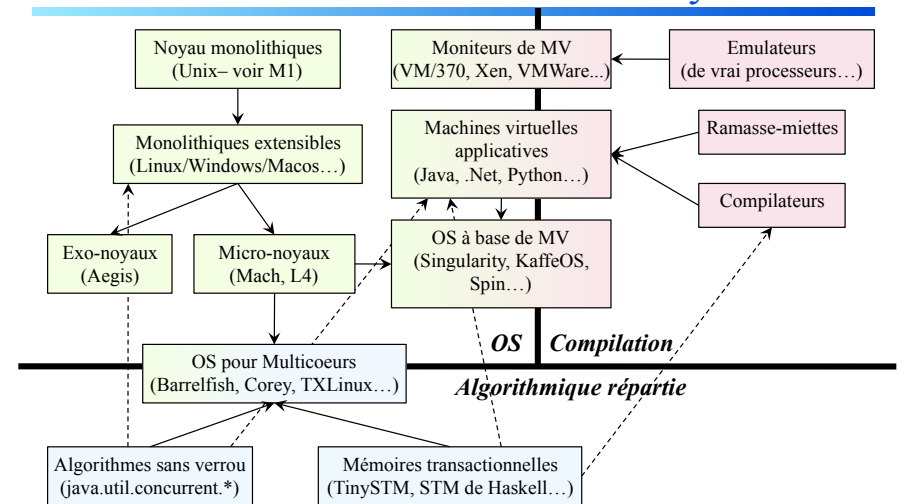 Noyau monolithiques
(Unix– voir M1)
Moniteurs de MV
(VM/370, Xen, VMWare...)
Emulateurs
(de vrai processeurs…)
Monolithiques extensibles
(Linux/Windows/Macos…)
Machines virtuelles
applicatives
(Java, .Net, Python…)
Ramasse-miettes
Compilateurs
Exo-noyaux
(Aegis)
Micro-noyaux
(Mach, L4)
OS à base de MV
(Singularity, KaffeOS,
Spin…)
OS Compilation
OS pour Multicoeurs
(Barrelfish, Corey, TXLinux…)
Algorithmique répartie
Algorithmes sans verrou
(java.util.concurrent.*)
Mémoires transactionnelles
(TinySTM, STM de Haskell…)